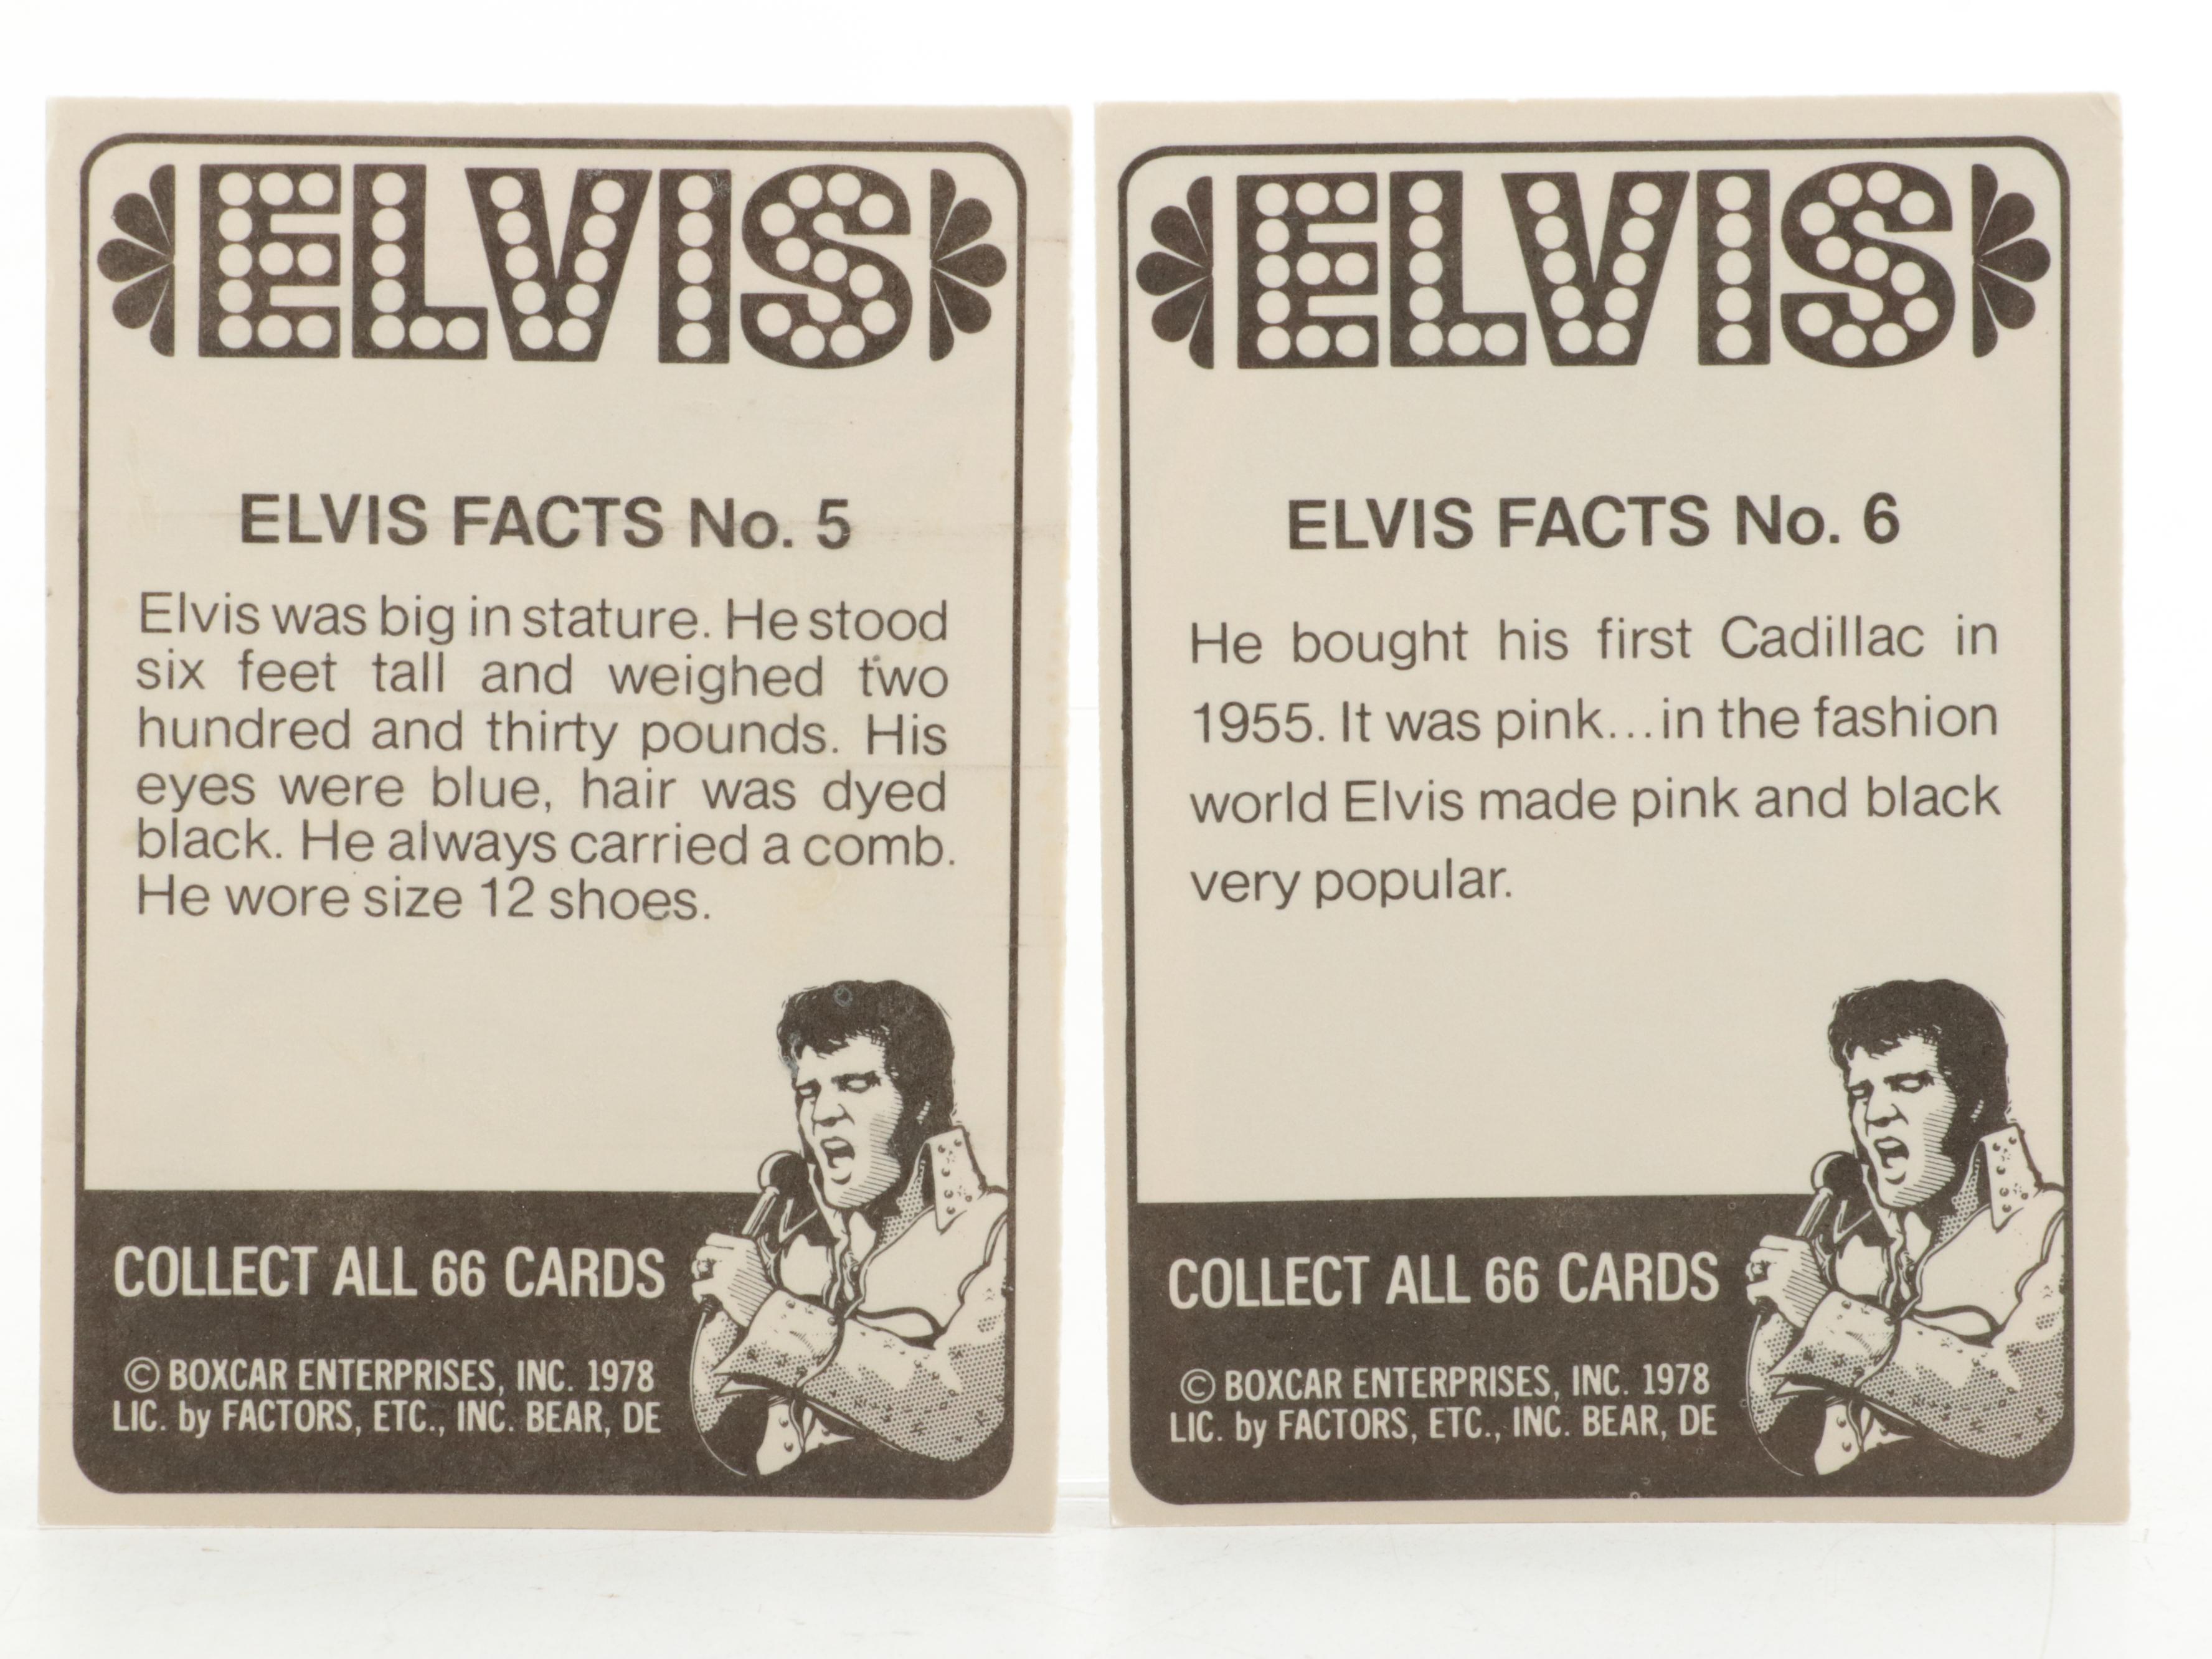 ELVIS
ELVIS FACTS No. 5
Elvis was big in stature. He stood
six feet tall and weighed two
hundred and thirty pounds. His
eyes were blue, hair was dyed
black. He always carried a comb.
He wore size 12 shoes.
COLLECT ALL 66 CARDS
© BOXCAR ENTERPRISES, INC. 1978
LIC. by FACTORS, ETC., INC. BEAR, DE
ELVIS
ELVIS FACTS No. 6
He bought his first Cadillac in
1955. It was pink...in the fashion
world Elvis made pink and black
very popular.
COLLECT ALL 66 CARDS
© BOXCAR ENTERPRISES, INC. 1978
LIC. by FACTORS, ETC., INC. BEAR, DE